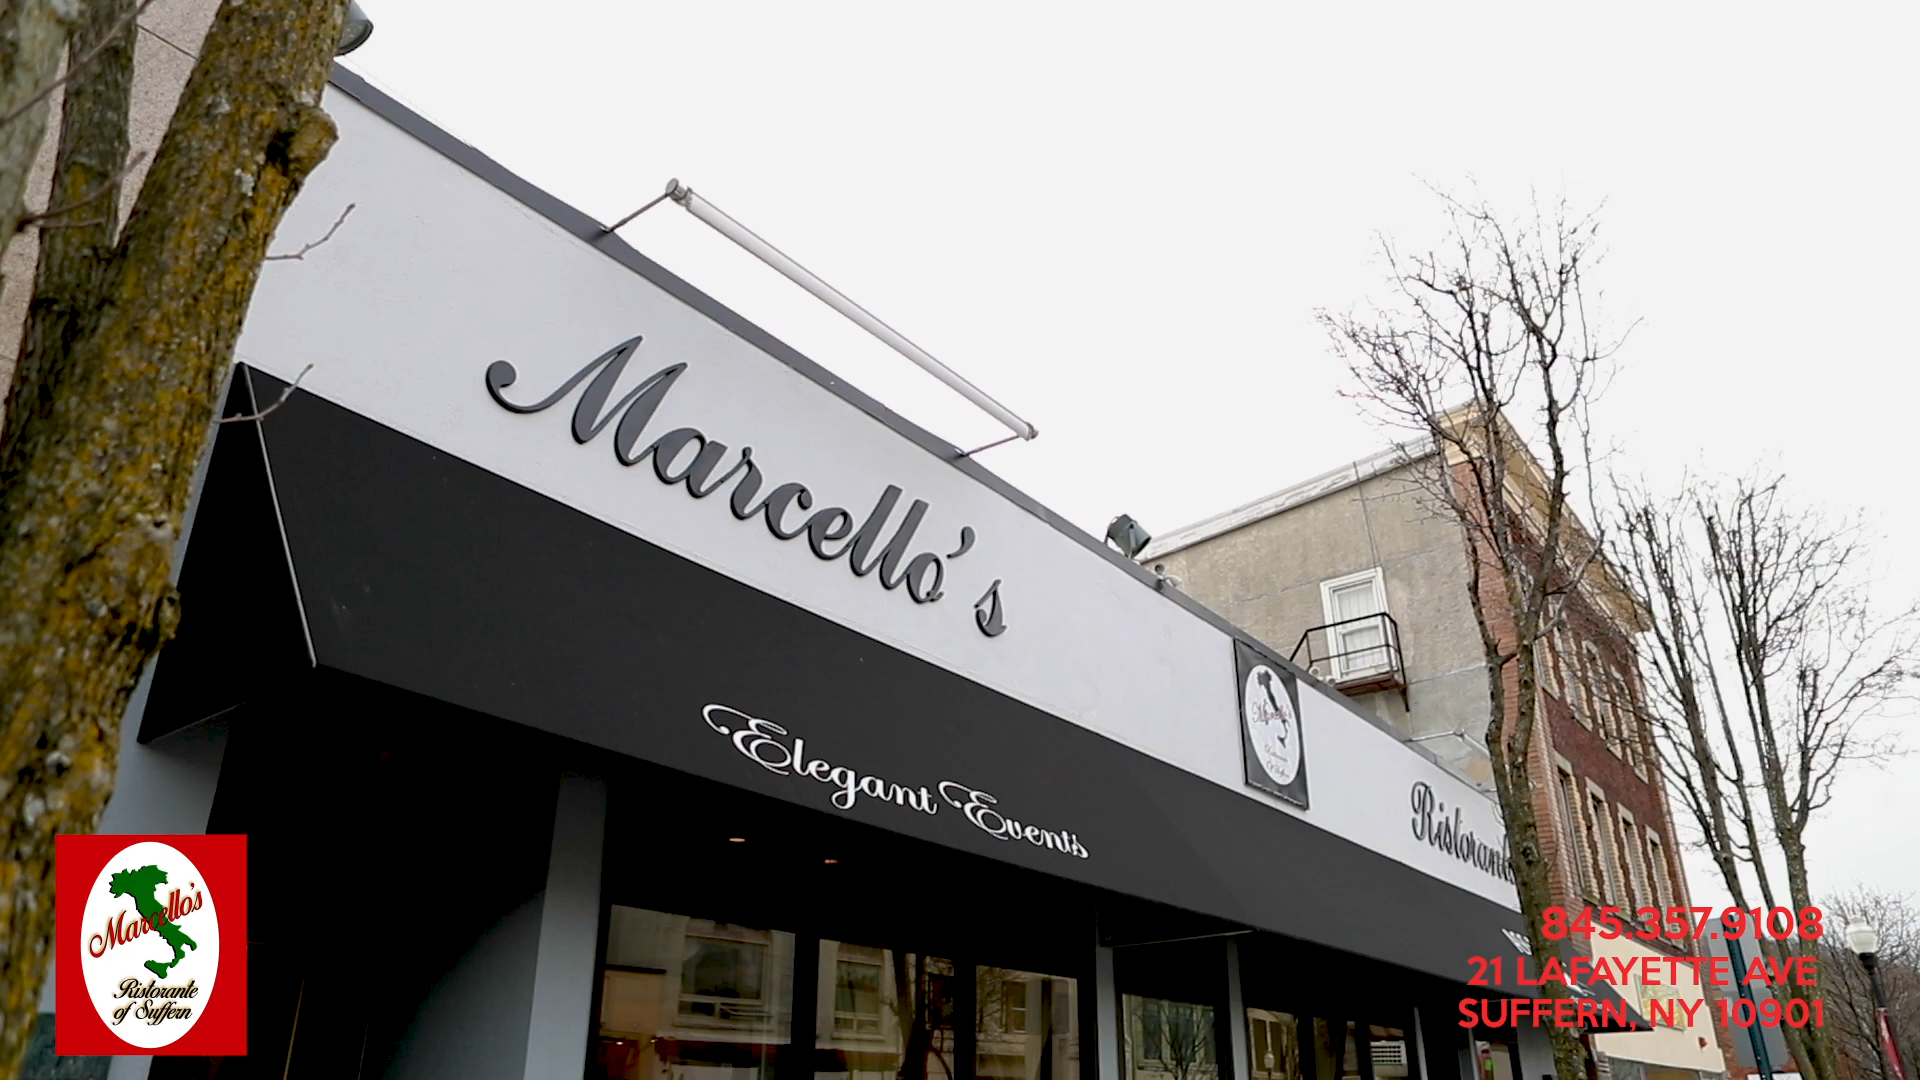 Marcello's
Elegant Events
Ristorante
Marcello's
Ristorante
of Suffern
845.357.9108
21 LAFAYETTE AVE
SUFFERN, NY 10901